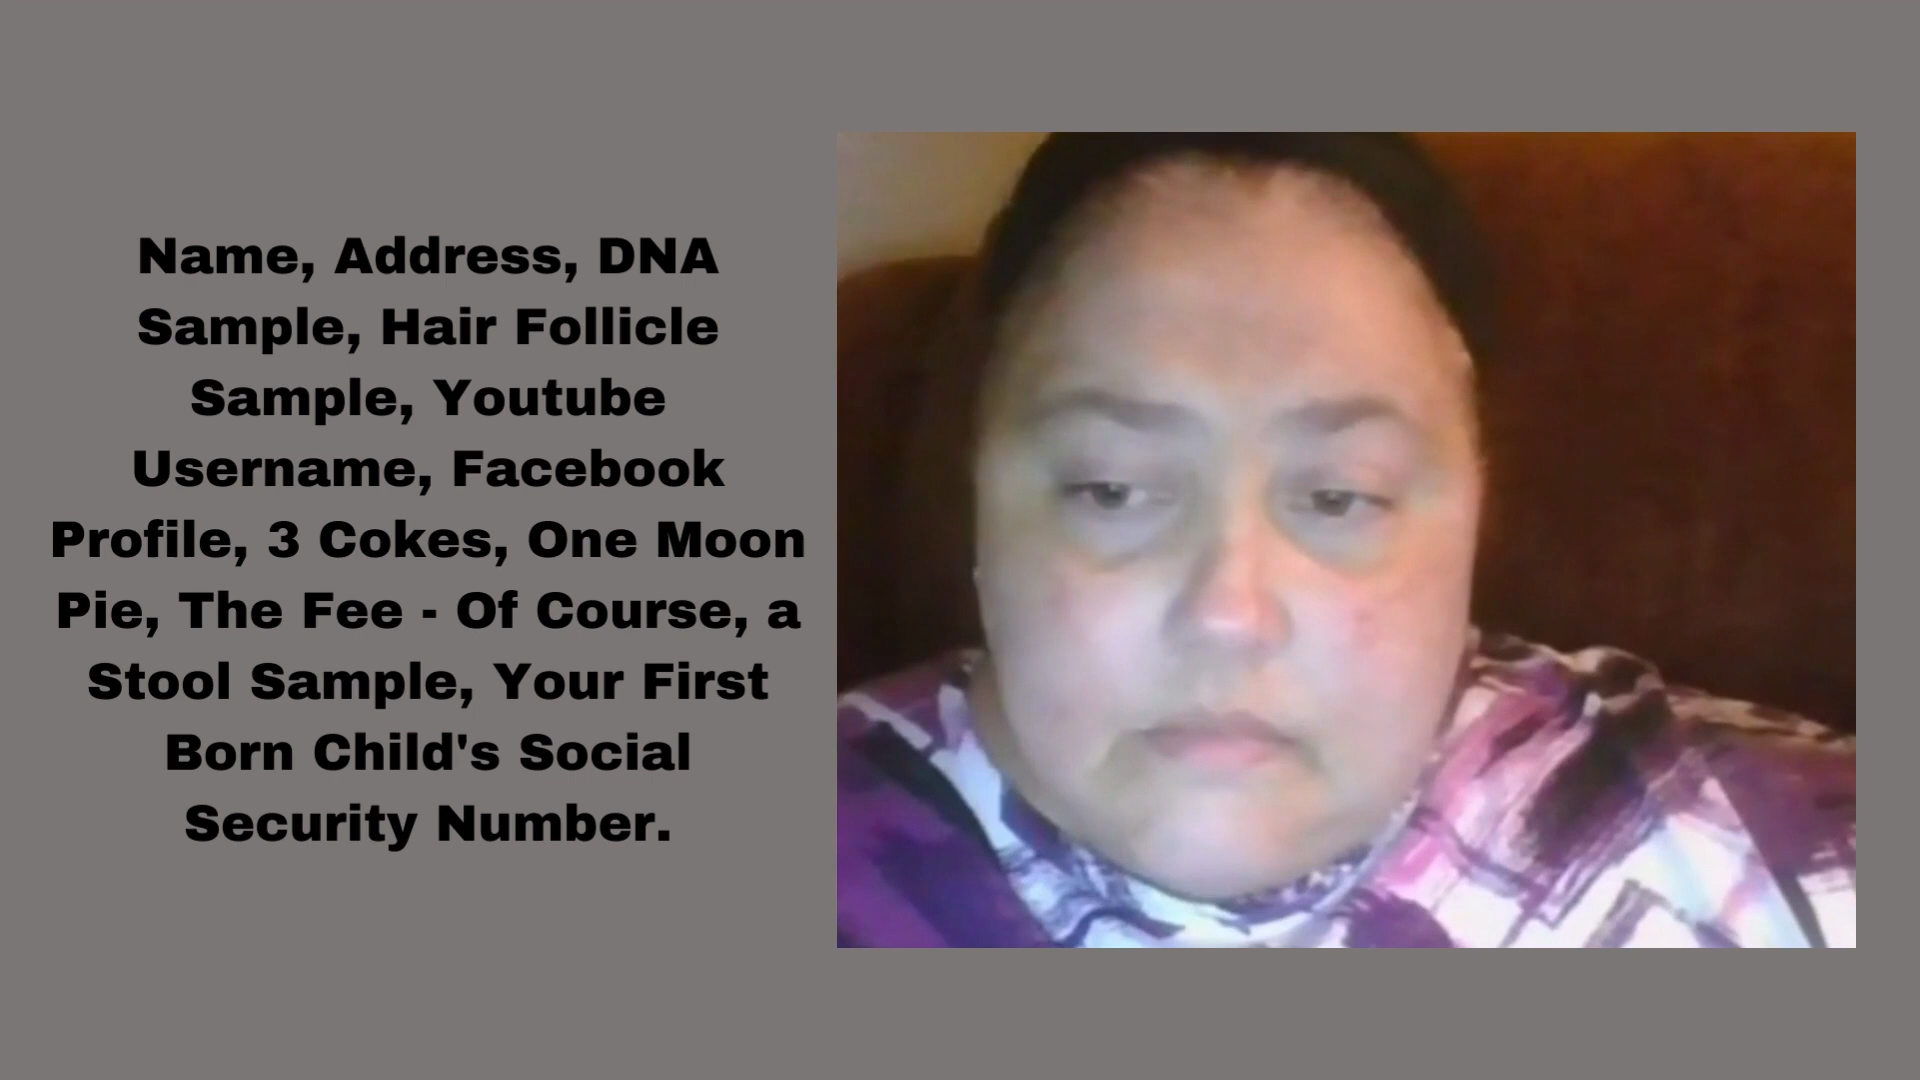 Name, Address, DNA
Sample, Hair Follicle
Sample, Youtube
Username, Facebook
Profile, 3 Cokes, One Moon
Pie, The Fee - Of Course, a
Stool Sample, Your First
Born Child's Social
Security Number.